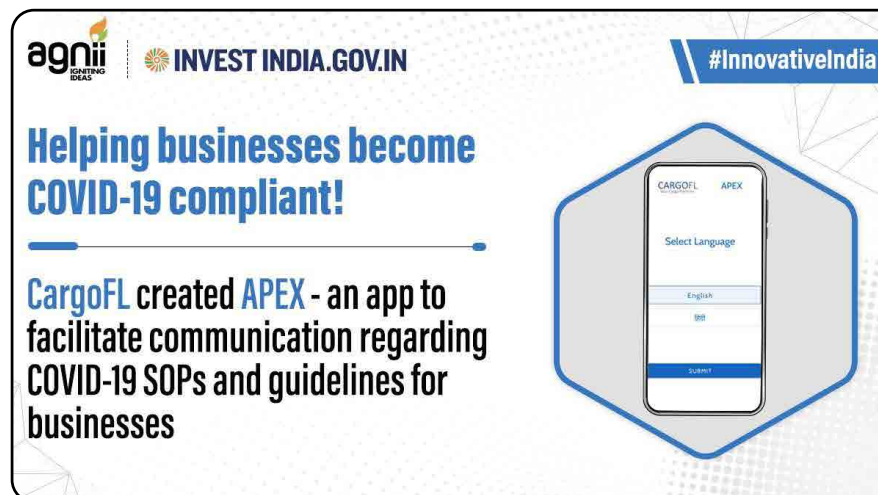 agnii
IGNITING
IDEAS
INVEST INDIA.GOV.IN
#InnovativeIndia
Helping businesses become
COVID-19 compliant!
CargoFL created APEX - an app to
facilitate communication regarding
COVID-19 SOPs and guidelines for
businesses
CARGOFL
APEX
Select Language
English
हिंदी
SUBMIT